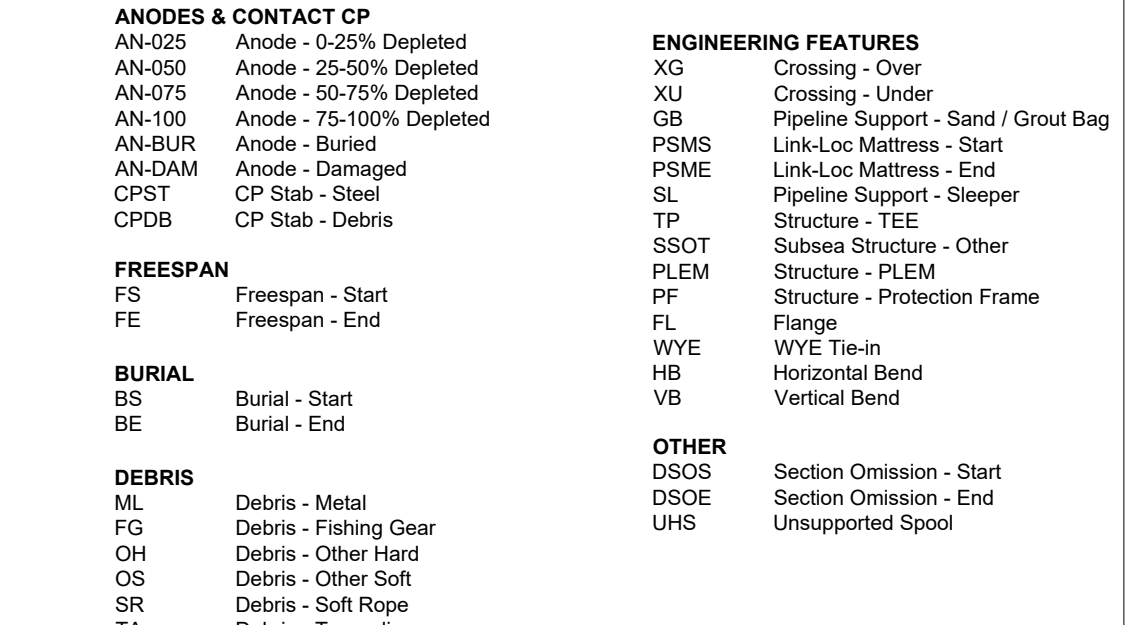 ANODES & CONTACT CP
AN-025 Anode - 0-25% Depleted
AN-050 Anode - 25-50% Depleted
AN-075 Anode - 50-75% Depleted
AN-100 Anode - 75-100% Depleted
AN-BUR Anode - Buried
AN-DAM Anode - Damaged
CPST CP Stab - Steel
CPDB CP Stab - Debris
FREESPAN
FS Freespan - Start
FE Freespan - End
BURIAL
BS Burial - Start
BE Burial - End
DEBRIS
ML Debris - Metal
FG Debris - Fishing Gear
OH Debris - Other Hard
OS Debris - Other Soft
SR Debris - Soft Rope
ENGINEERING FEATURES
XG Crossing - Over
XU Crossing - Under
GB Pipeline Support - Sand / Grout Bag
PSMS Link-Loc Mattress - Start
PSME Link-Loc Mattress - End
SL Pipeline Support - Sleeper
TP Structure - TEE
SSOT Subsea Structure - Other
PLEM Structure - PLEM
PF Structure - Protection Frame
FL Flange
WYE WYE Tie-in
HB Horizontal Bend
VB Vertical Bend
OTHER
DSOS Section Omission - Start
DSOE Section Omission - End
UHS Unsupported Spool